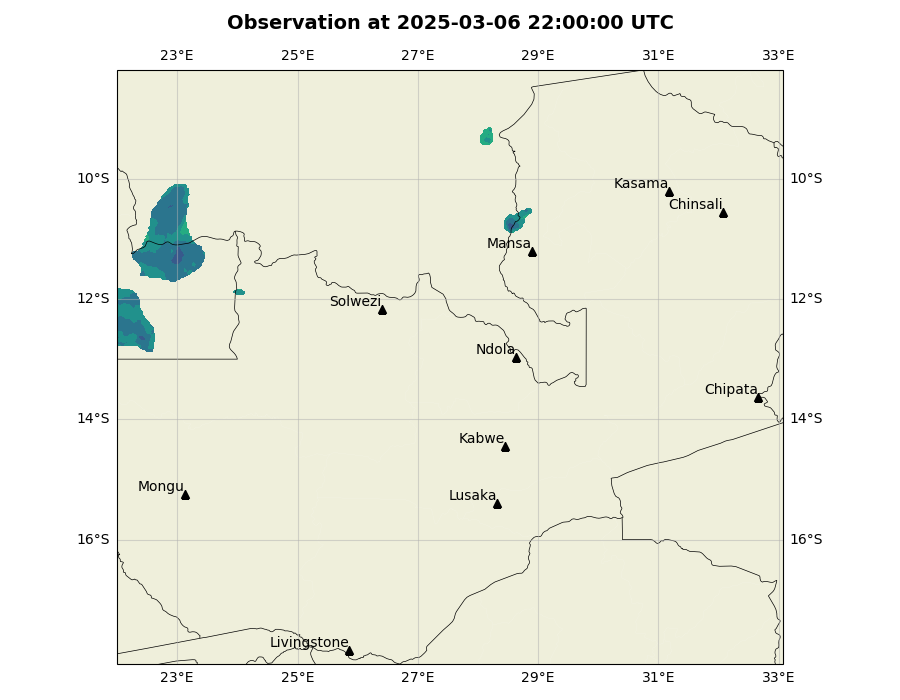 Observation at 2025-03-06 22:00:00 UTC
23°E 25°E 27°E 29°E 31°E 33°E
10°S 10°S
Kasama
Chinsali
Mansa
12°S 12°S
Solwezi
Ndola
Chipata
14°S 14°S
Kabwe
Mongu
Lusaka
16°S 16°S
Livingstone
23°E 25°E 27°E 29°E 31°E 33°E